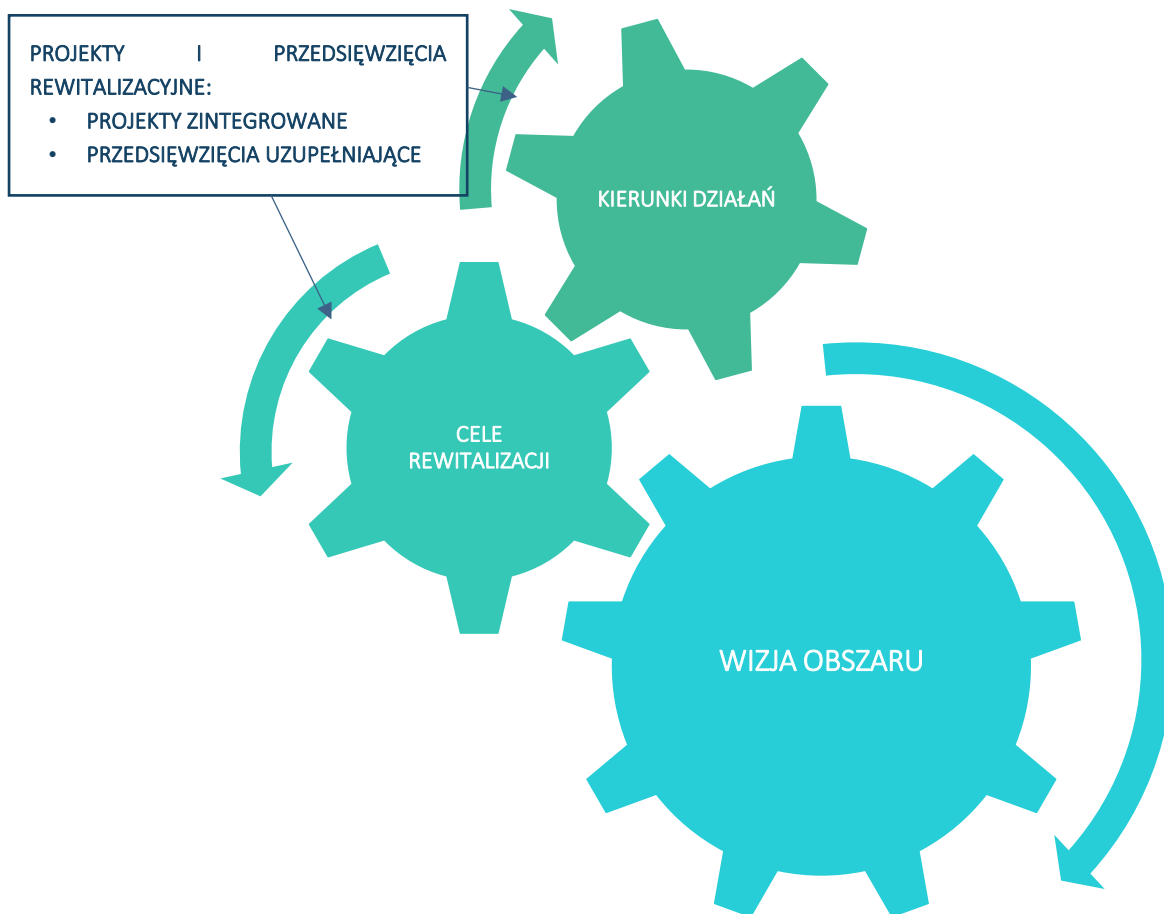 PROJEKTY I PRZEDSIĘWZIĘCIA
REWITALIZACYJNE:
• PROJEKTY ZINTEGROWANE
• PRZEDSIĘWZIĘCIA UZUPEŁNIAJĄCE
KIERUNKI DZIAŁAŃ
CELE
REWITALIZACJI
WIZJA OBSZARU